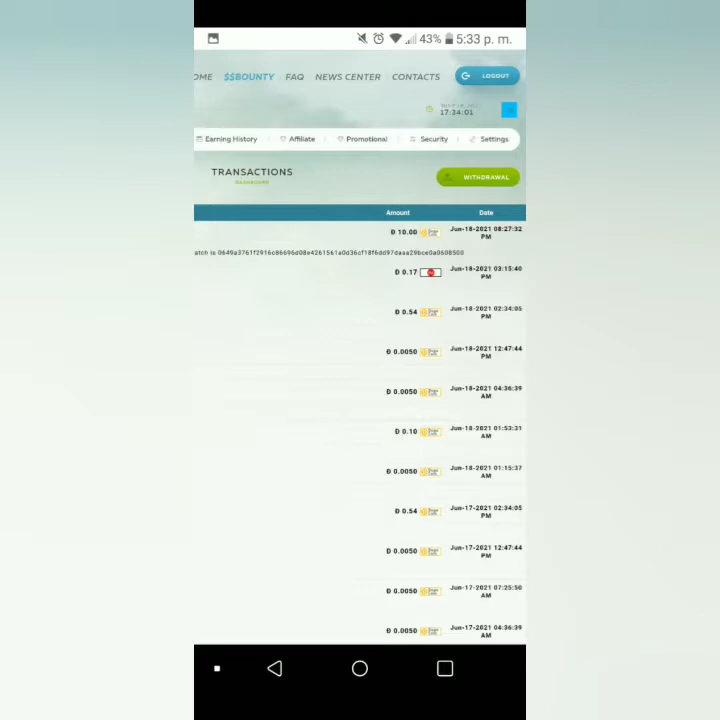 43% 5:33 p. m.
OME $$BOUNTY FAQ NEWS CENTER CONTACTS LOGOUT
17:34:01
Earning History Affiliate Promotional Security Settings
TRANSACTIONS
DASHBOARD
WITHDRAWAL
Amount Date
Đ 10.00 Jun-18-2021 08:27:32
PM
atch is 0649a3761f2916c86696d08e4261561a0d36cf18f6dd97daaa29bce0a0608500
Đ 0.17 Jun-18-2021 03:15:40
PM
Đ 0.54 Jun-18-2021 02:34:05
PM
Đ 0.0050 Jun-18-2021 12:47:44
PM
Đ 0.0050 Jun-18-2021 04:36:39
AM
Đ 0.10 Jun-18-2021 01:53:31
AM
Đ 0.0050 Jun-18-2021 01:15:37
AM
Đ 0.54 Jun-17-2021 02:34:05
PM
Đ 0.0050 Jun-17-2021 12:47:44
PM
Đ 0.0050 Jun-17-2021 07:25:50
AM
Đ 0.0050 Jun-17-2021 04:36:39
AM